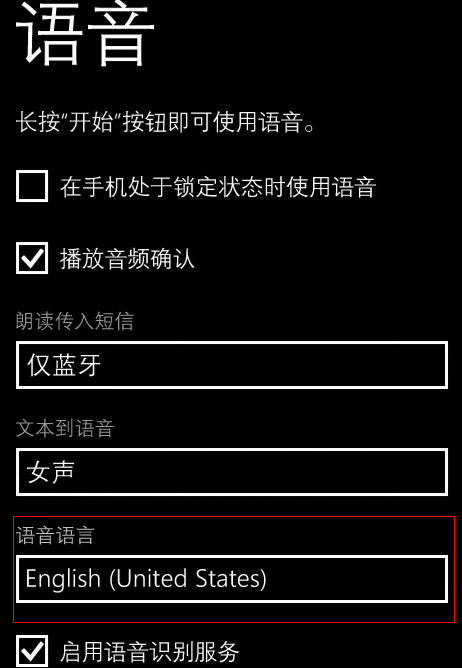 语音
长按“开始”按钮即可使用语音。
在手机处于锁定状态时使用语音
播放音频确认
朗读传入短信
仅蓝牙
文本到语音
女声
语音语言
English (United States)
启用语音识别服务